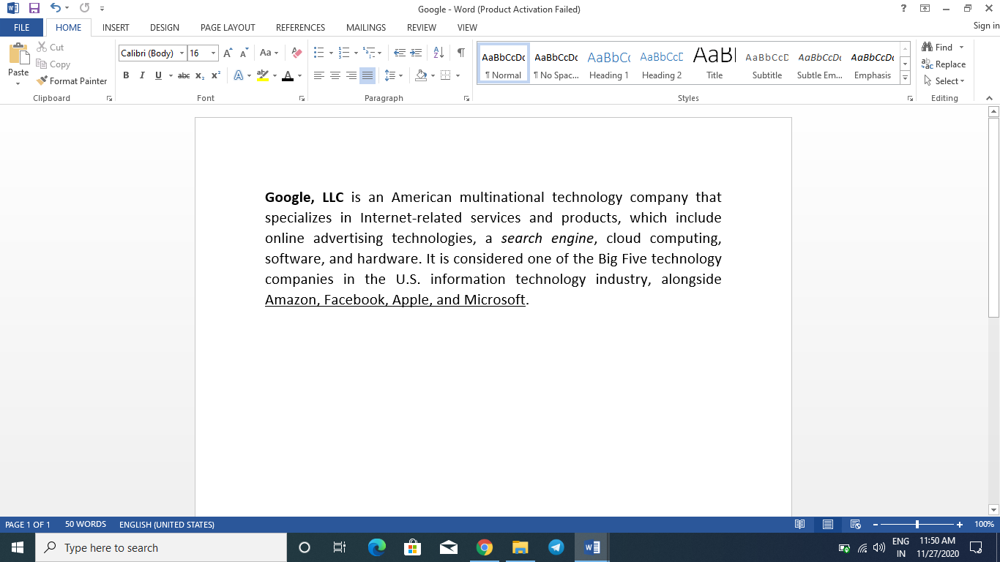 Google - Word (Product Activation Failed)
FILE HOME INSERT DESIGN PAGE LAYOUT REFERENCES MAILINGS REVIEW VIEW Sign in
Paste
Cut
Copy
Format Painter
Clipboard
Calibri (Body) 16
Font
Paragraph
AaBbCcDc AaBbCcDc AaBbCc AaBbCcD AaBl AaBbCcD AaBbCcDc AaBbCcDc
¶ Normal ¶ No Spac... Heading 1 Heading 2 Title Subtitle Subtle Em... Emphasis
Styles
Find
Replace
Select
Editing
Google, LLC is an American multinational technology company that
specializes in Internet-related services and products, which include
online advertising technologies, a search engine, cloud computing,
software, and hardware. It is considered one of the Big Five technology
companies in the U.S. information technology industry, alongside
Amazon, Facebook, Apple, and Microsoft.
PAGE 1 OF 1 50 WORDS ENGLISH (UNITED STATES) 100%
Type here to search
ENG
IN
11:50 AM
11/27/2020